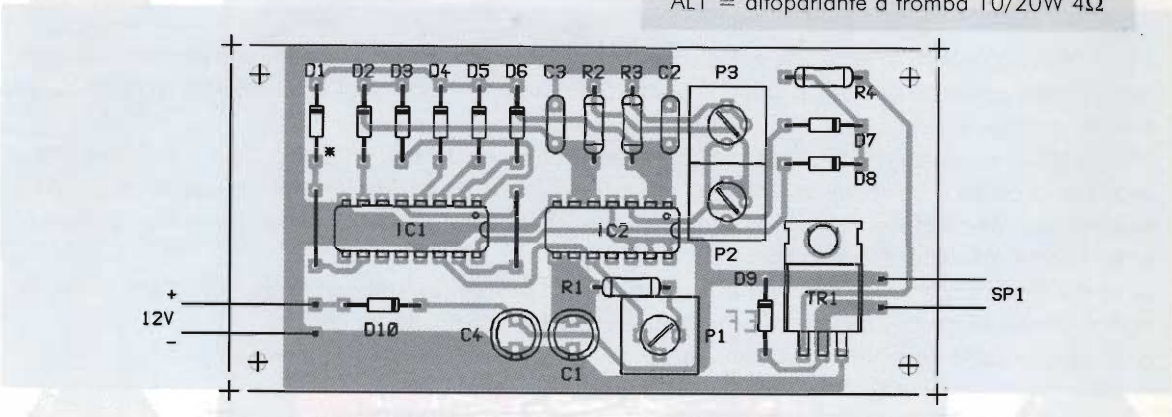 ALT = altoparlante a tromba 10/20W 4Ω
D1 D2 D3 D4 D5 D6 C3 R2 R3 C2 P3
R4
D7
*
D8
IC1 IC2
P2
R1 D9
TR1 SP1
+
12V
D10 C4 P1
-
C1